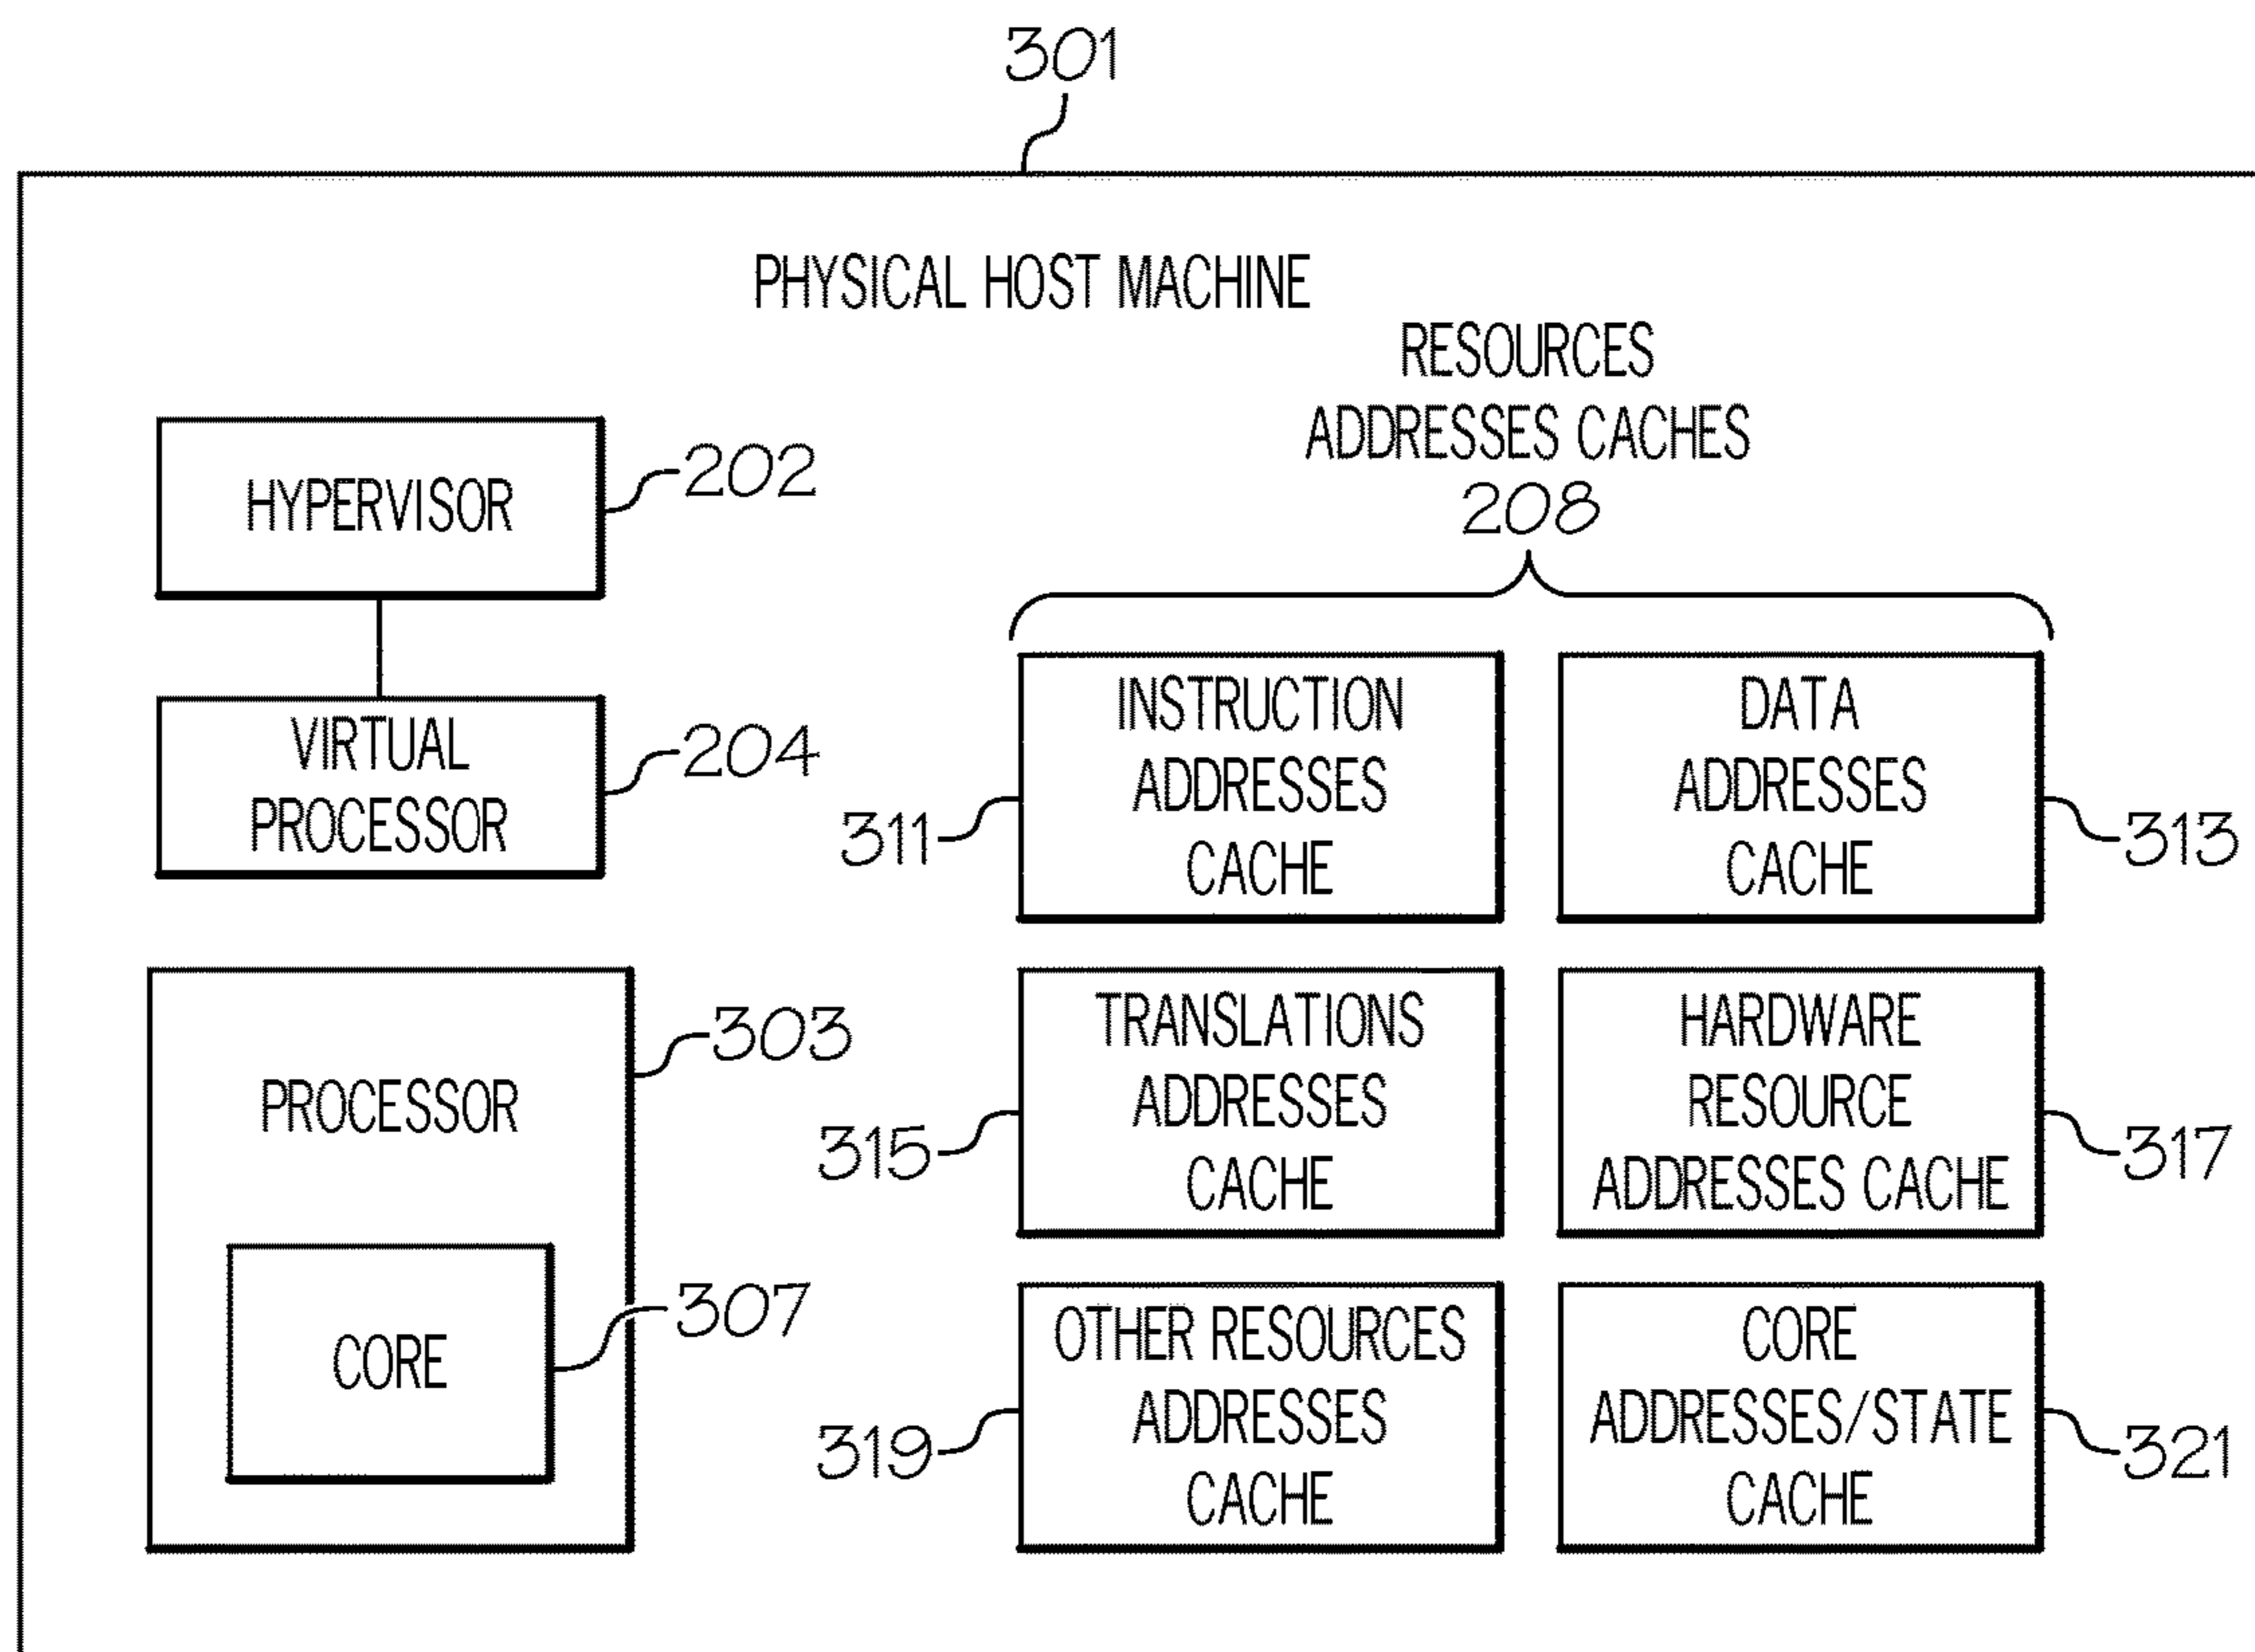 301
PHYSICAL HOST MACHINE
RESOURCES
ADDRESSES CACHES
208
HYPERVISOR
202
VIRTUAL
PROCESSOR
204
PROCESSOR
303
CORE
307
INSTRUCTION
ADDRESSES
CACHE
311
DATA
ADDRESSES
CACHE
313
TRANSLATIONS
ADDRESSES
CACHE
315
HARDWARE
RESOURCE
ADDRESSES CACHE
317
OTHER RESOURCES
ADDRESSES
CACHE
319
CORE
ADDRESSES/STATE
CACHE
321